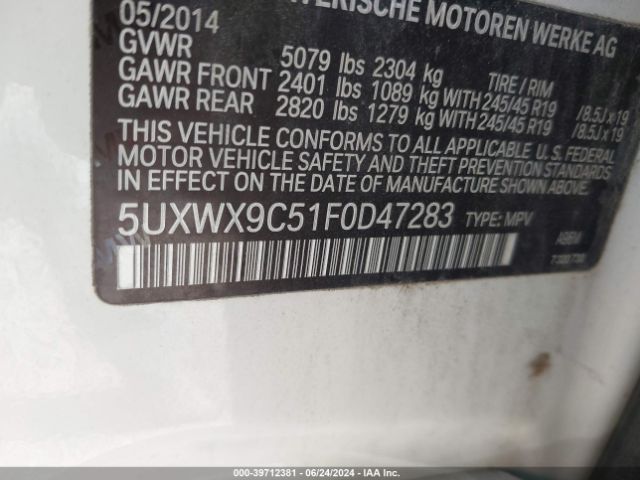 ERISCHE MOTOREN WERKE AG
05/2014
GVWR 5079 lbs 2304 kg TIRE / RIM
GAWR FRONT 2401 lbs 1089 kg WITH 245/45 R19 /8.5J x 19
GAWR REAR 2820 lbs 1279 kg WITH 245/45 R19 /8.5J x 19
THIS VEHICLE CONFORMS TO ALL APPLICABLE U. S. FEDERAL
MOTOR VEHICLE SAFETY AND THEFT PREVENTION STANDARDS
IN EFFECT ON THE DATE OF MANUFACTURE SHOWN ABOVE.
5UXWX9C51F0D47283 TYPE: MPV
000-39712381 - 06/24/2024 - IAA Inc.